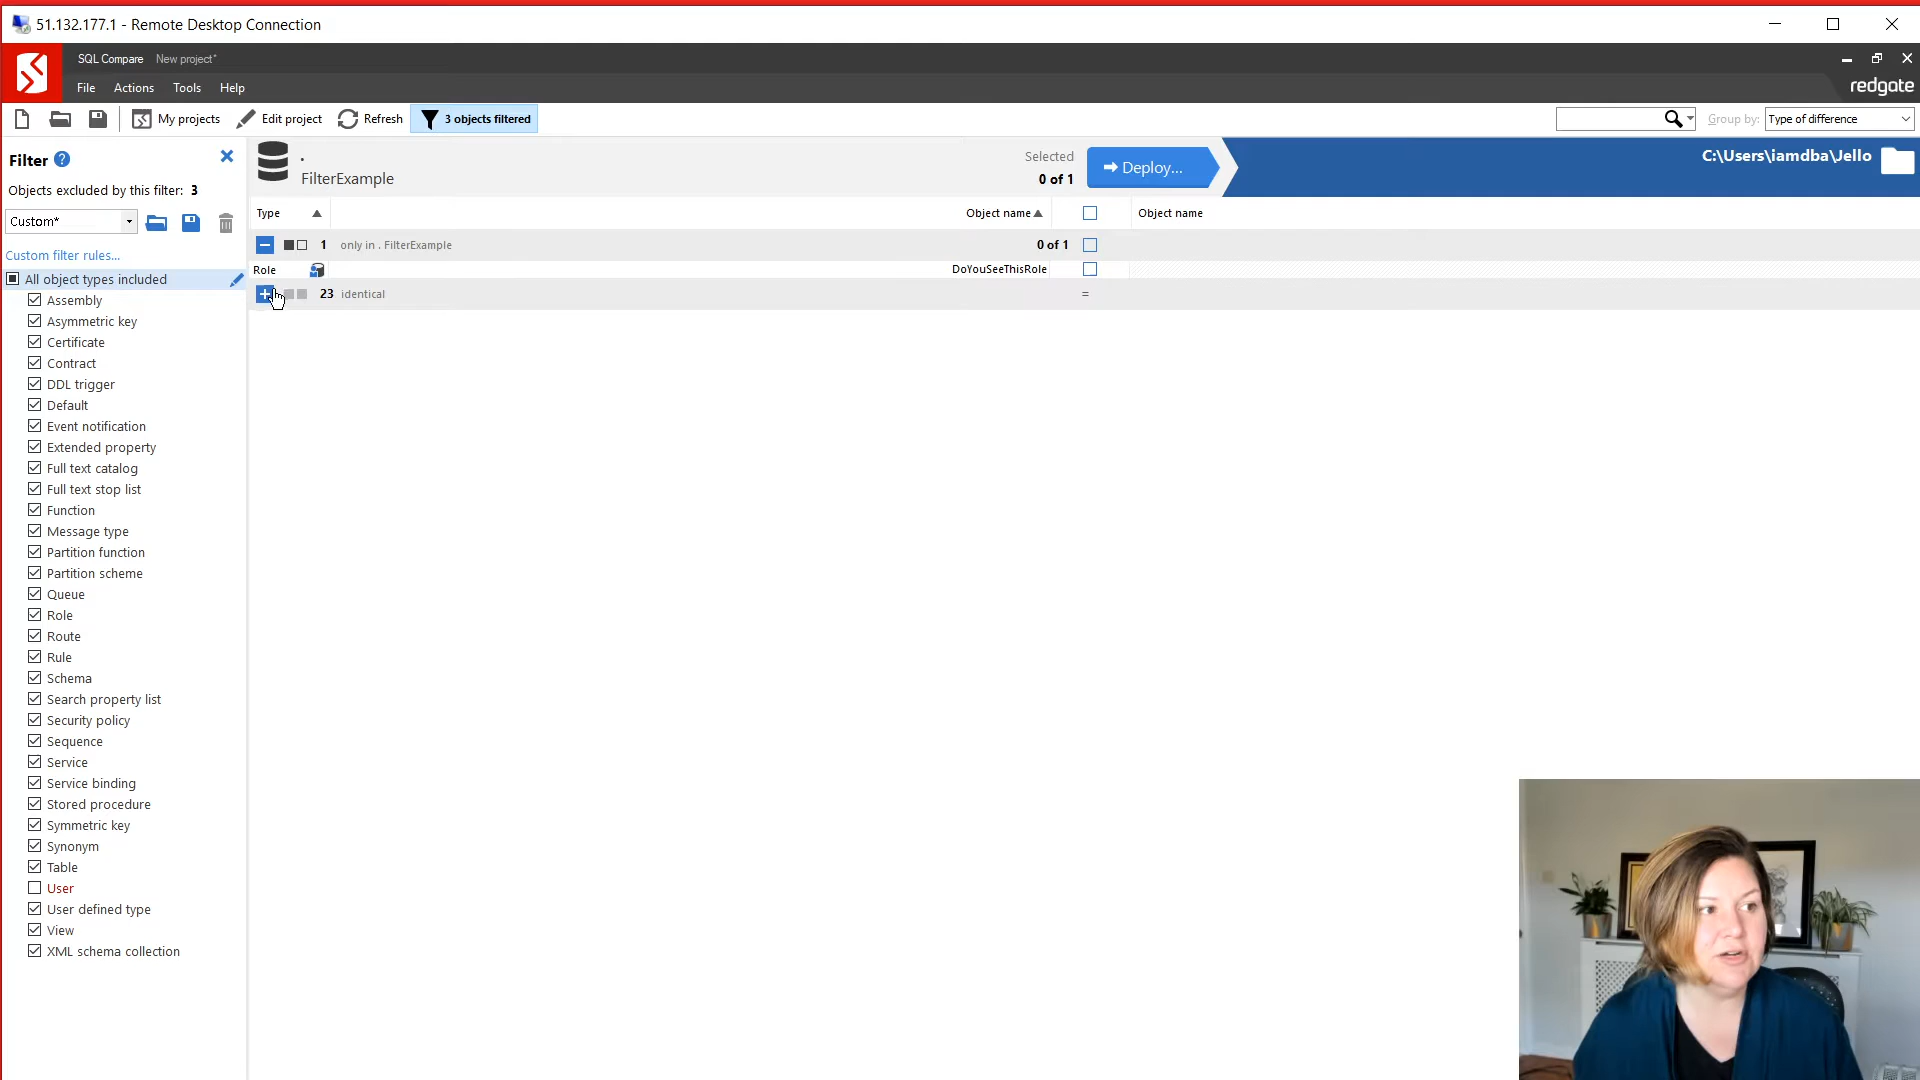 51.132.177.1 - Remote Desktop Connection
SQL Compare New project*
File Actions Tools Help
redgate
My projects Edit project Refresh 3 objects filtered
Group by: Type of difference
Filter ?
Objects excluded by this filter: 3
Custom*
Custom filter rules...
All object types included
Assembly
Asymmetric key
Certificate
Contract
DDL trigger
Default
Event notification
Extended property
Full text catalog
Full text stop list
Function
Message type
Partition function
Partition scheme
Queue
Role
Route
Rule
Schema
Search property list
Security policy
Sequence
Service
Service binding
Stored procedure
Symmetric key
Synonym
Table
User
User defined type
View
XML schema collection
.
FilterExample
Selected
0 of 1
Deploy...
C:\Users\iamdba\Jello
Type Object name Object name
1 only in . FilterExample 0 of 1
Role DoYouSeeThisRole
23 identical =